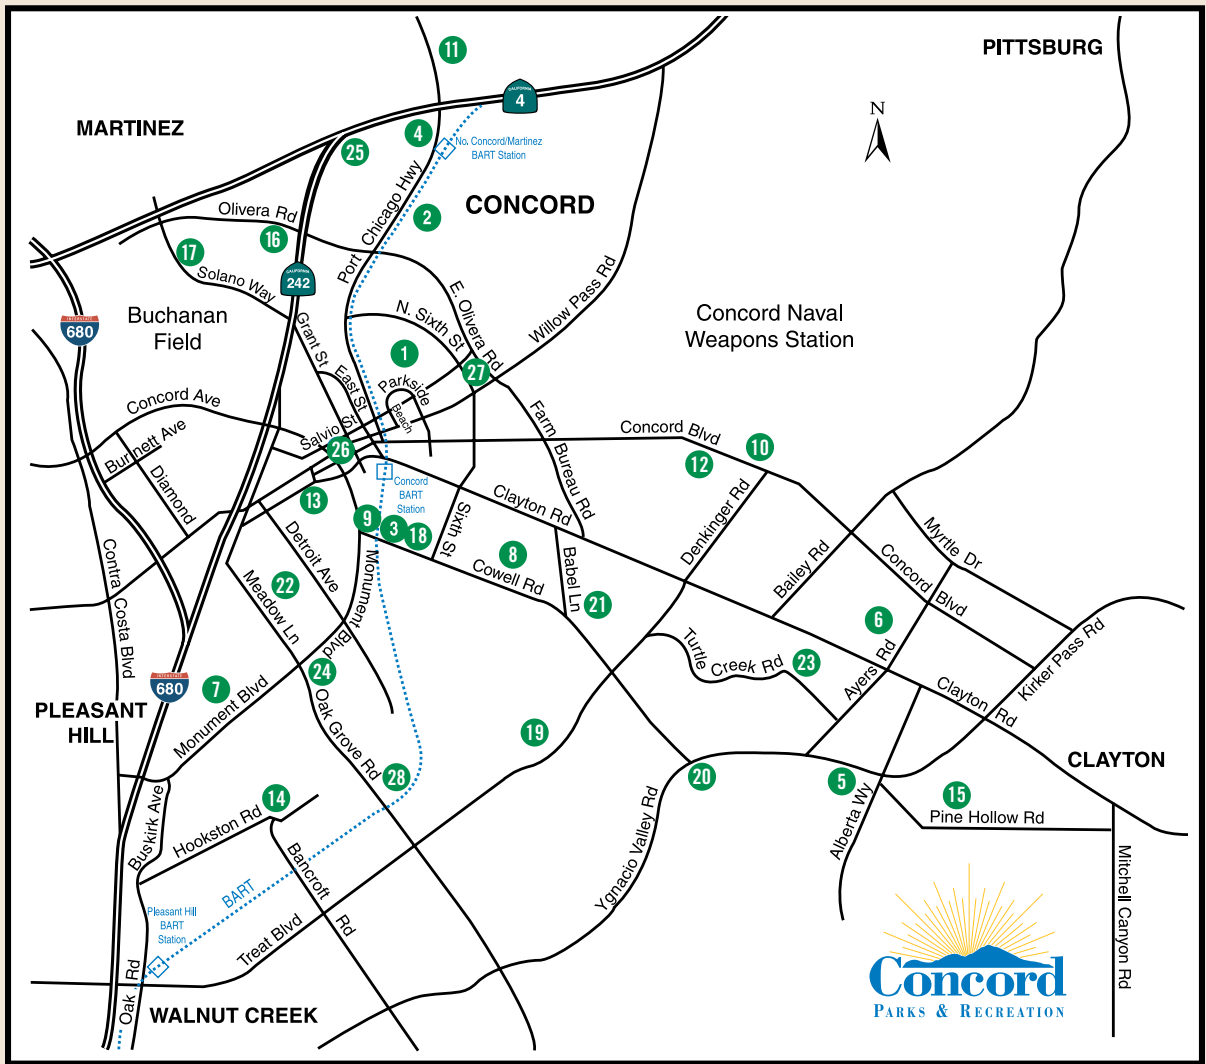 PITTSBURG
11
CALIFORNIA
4
N
MARTINEZ
4
25
No. Concord/Martinez
BART Station
CONCORD
Port Chicago Hwy
2
Olivera Rd
16
17
Solano Way
CALIFORNIA
242
E. Olivera Rd
Willow Pass Rd
Buchanan
Field
INTERSTATE
680
Grant St
N. Sixth St
Concord Naval
Weapons Station
1
East St
27
Parkside
Beach
Concord Ave
Salvio St
Farm Bureau Rd
Concord Blvd
10
12
Burnett Ave
26
Diamond
Concord
BART
Station
13
Clayton Rd
Denkinger Rd
9
3
18
Sixth St
Myrtle Dr
Detroit Ave
Monument Blvd
8
Cowell Rd
Babel Ln
Bailey Rd
Concord Blvd
Contra Costa Blvd
22
Meadow Ln
21
6
Turtle Creek Rd
23
Ayers Rd
Kirker Pass Rd
24
INTERSTATE
680
7
Monument Blvd
Clayton Rd
PLEASANT
HILL
Oak Grove Rd
19
CLAYTON
28
20
5
15
14
Hookston Rd
Buskirk Ave
Alberta Wy
Pine Hollow Rd
Ygnacio Valley Rd
Bancroft Rd
BART
Mitchell Canyon Rd
Pleasant Hill
BART
Station
Treat Blvd
Oak Rd
WALNUT CREEK
Concord
PARKS & RECREATION